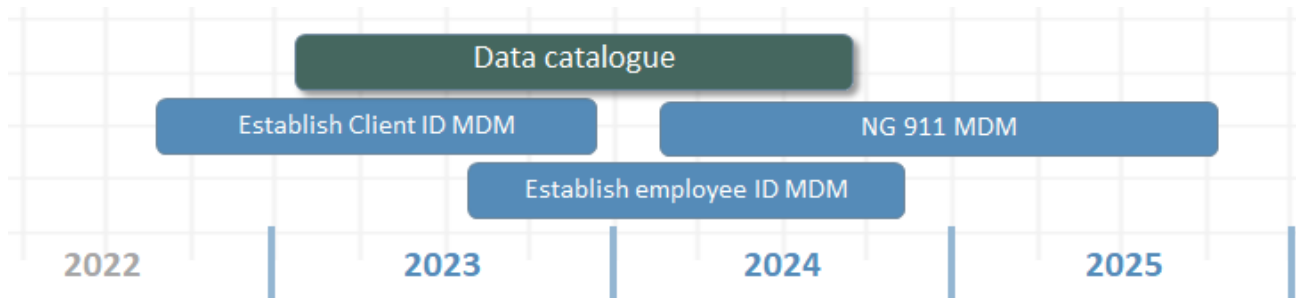 Data catalogue
Establish Client ID MDM
NG 911 MDM
Establish employee ID MDM
2022
2023
2024
2025